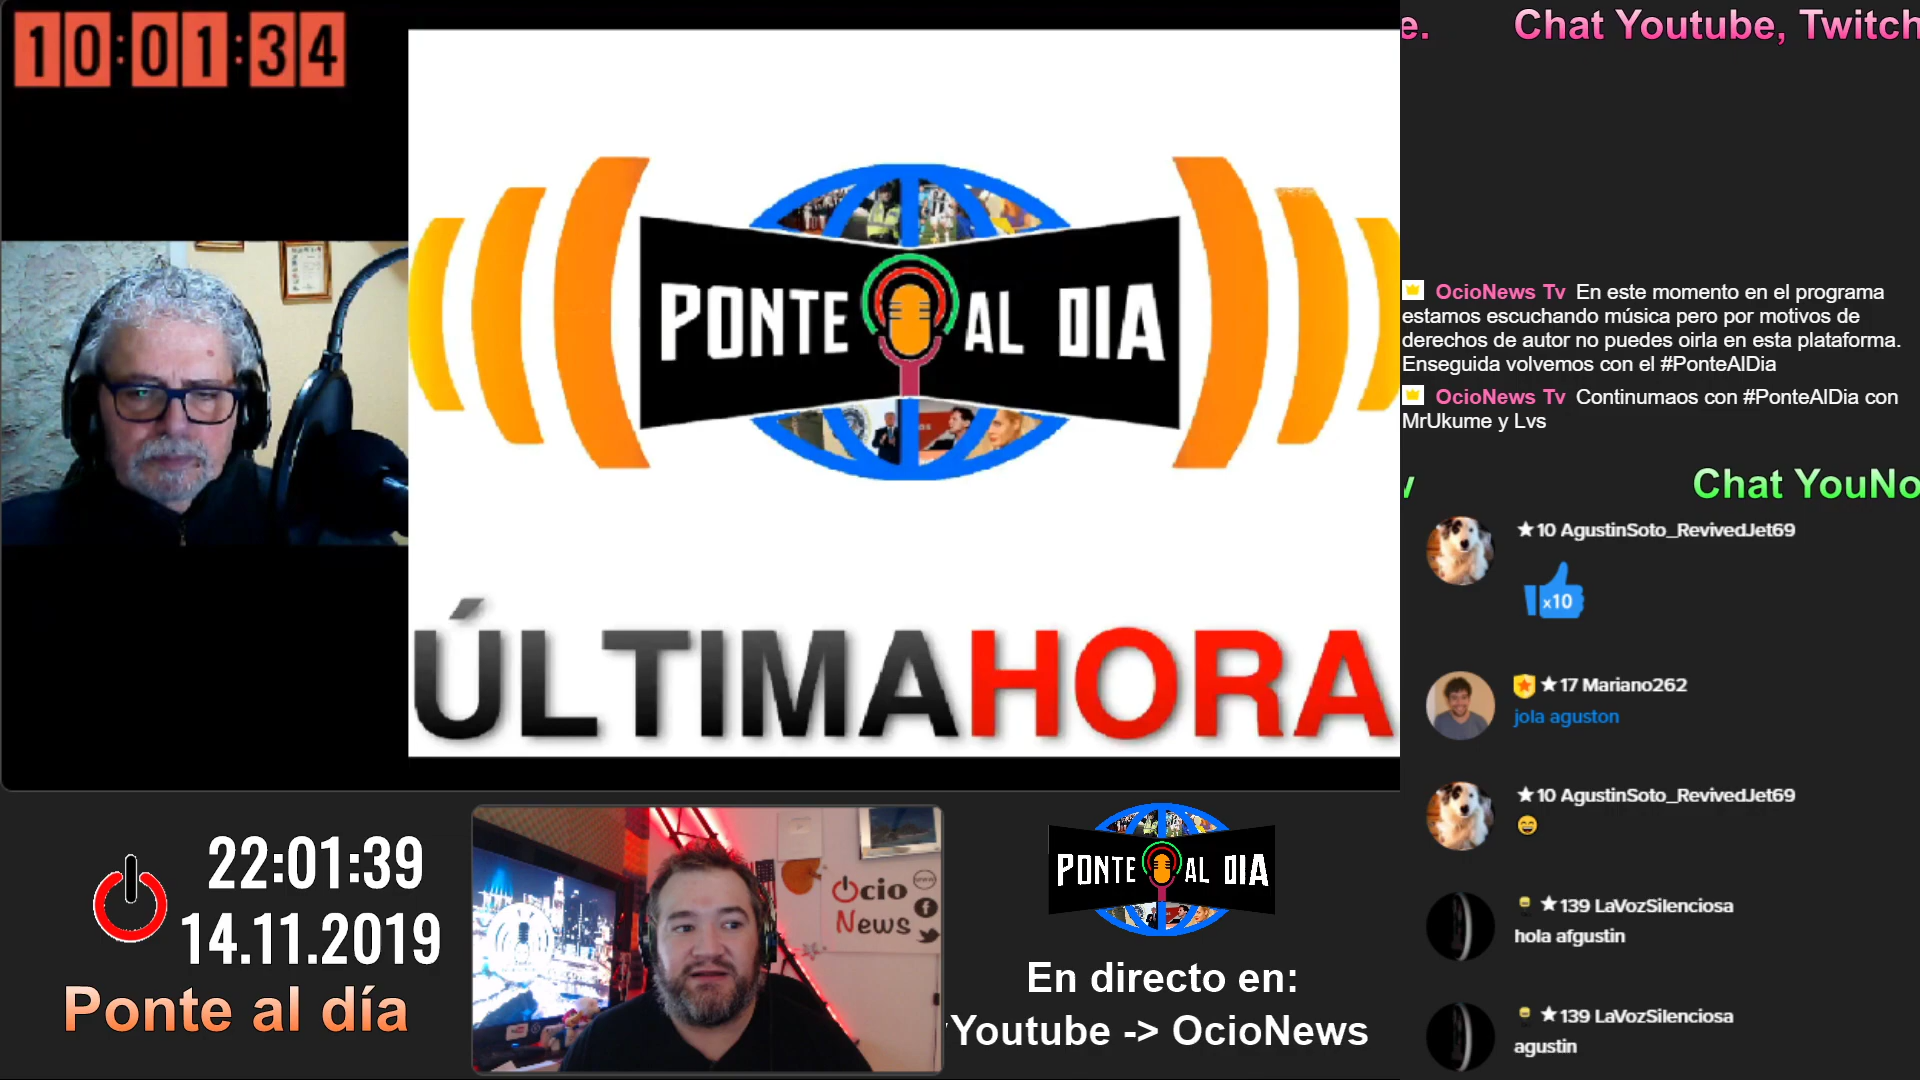 10:01:34
PONTE AL DIA
ÚLTIMAHORA
e. Chat Youtube, Twitch
OcioNews Tv En este momento en el programa
estamos escuchando música pero por motivos de
derechos de autor no puedes oirla en esta plataforma.
Enseguida volvemos con el #PonteAlDia
OcioNews Tv Continumaos con #PonteAlDia con
MrUkume y Lvs
v Chat YouNo
★10 AgustinSoto_RevivedJet69
x10
★17 Mariano262
jola aguston
★10 AgustinSoto_RevivedJet69
★139 LaVozSilenciosa
hola afgustin
★139 LaVozSilenciosa
agustin
22:01:39
14.11.2019
Ponte al día
Ocio
News
PONTE AL DIA
En directo en:
Youtube -> OcioNews